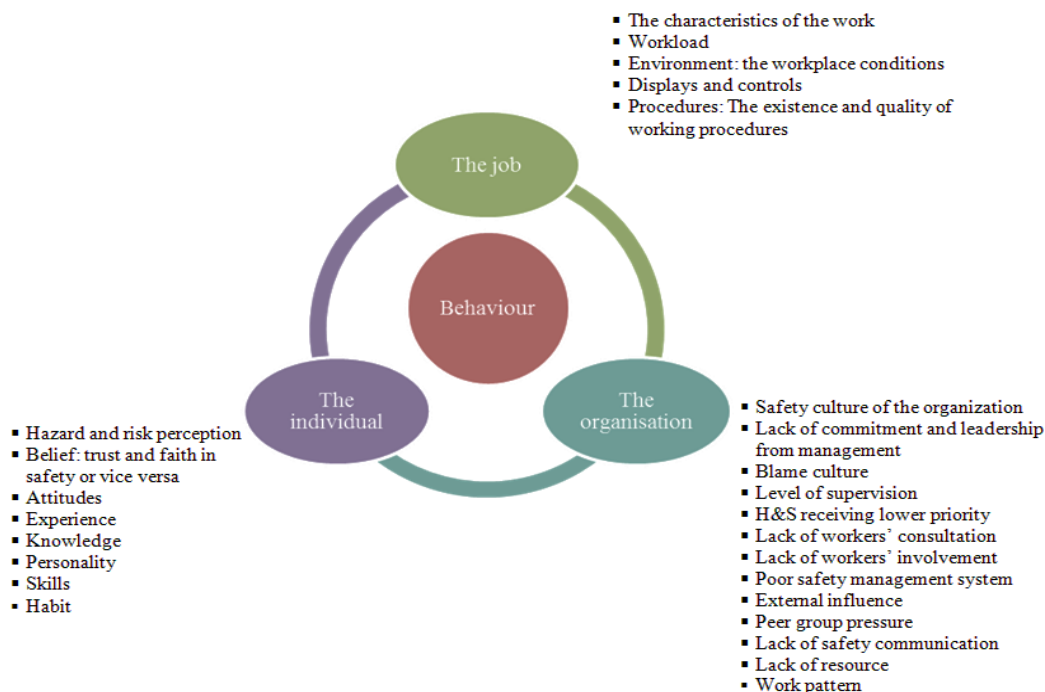 ▪ The characteristics of the work
▪ Workload
▪ Environment: the workplace conditions
▪ Displays and controls
▪ Procedures: The existence and quality of
working procedures
The job
Behaviour
The
individual
The
organisation
▪ Hazard and risk perception
▪ Belief: trust and faith in
safety or vice versa
▪ Attitudes
▪ Experience
▪ Knowledge
▪ Personality
▪ Skills
▪ Habit
▪ Safety culture of the organization
▪ Lack of commitment and leadership
from management
▪ Blame culture
▪ Level of supervision
▪ H&S receiving lower priority
▪ Lack of workers’ consultation
▪ Lack of workers’ involvement
▪ Poor safety management system
▪ External influence
▪ Peer group pressure
▪ Lack of safety communication
▪ Lack of resource
▪ Work pattern